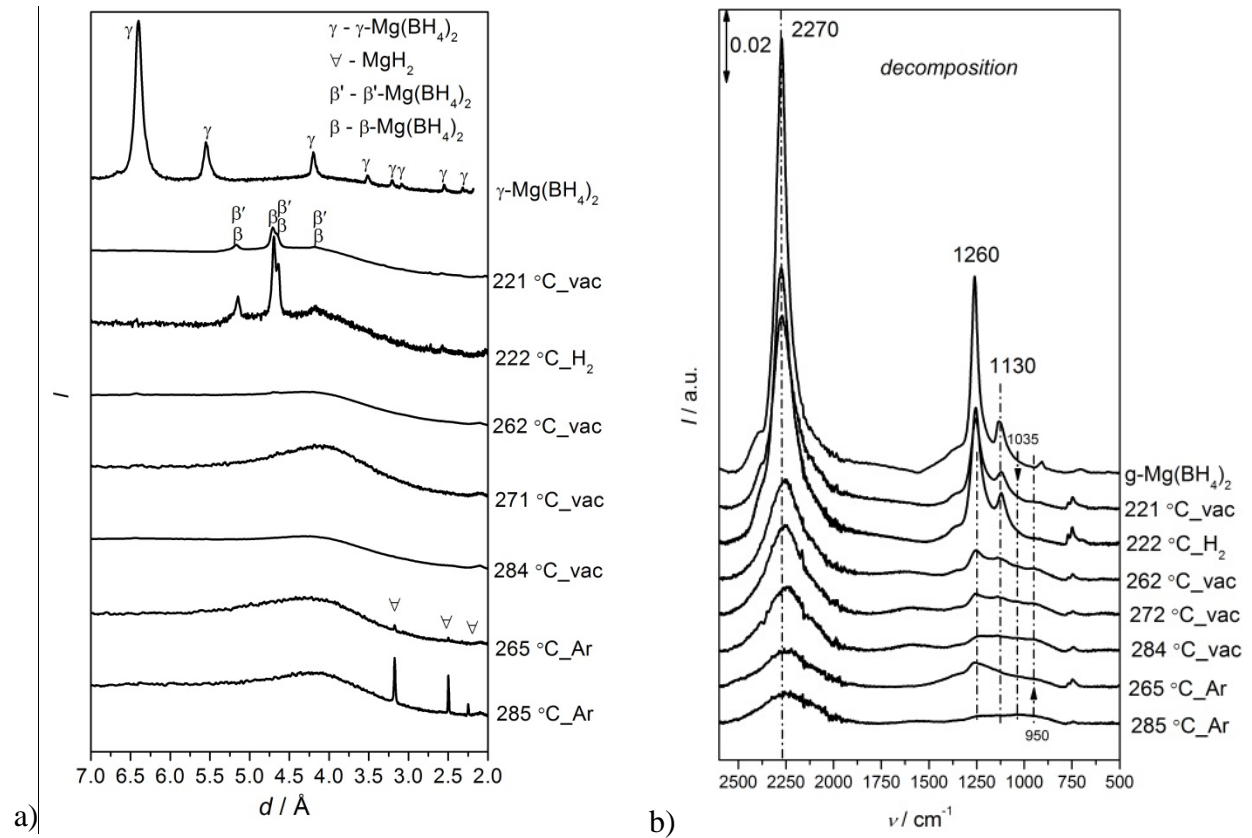 γ
γ - γ-Mg(BH₄)₂
∀ - MgH₂
β' - β'-Mg(BH₄)₂
β - β-Mg(BH₄)₂
γ
γ
γ
γγ
γ
γ
γ-Mg(BH₄)₂
β'
β
β
β'
β
β'
β
221 °C_vac
222 °C_H₂
262 °C_vac
271 °C_vac
284 °C_vac
∀
∀
∀
265 °C_Ar
285 °C_Ar
I
7.0 6.5 6.0 5.5 5.0 4.5 4.0 3.5 3.0 2.5 2.0
d / Å
a)
0.02
2270
decomposition
1260
1130
1035
g-Mg(BH₄)₂
221 °C_vac
222 °C_H₂
262 °C_vac
272 °C_vac
284 °C_vac
265 °C_Ar
285 °C_Ar
950
I / a.u.
2500 2250 2000 1750 1500 1250 1000 750 500
ν / cm⁻¹
b)